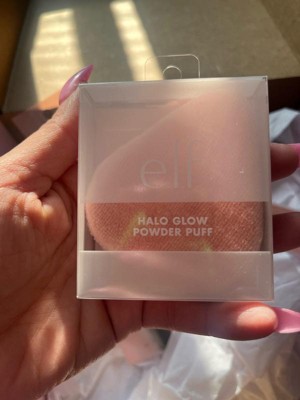 e.l.f.
HALO GLOW
POWDER PUFF